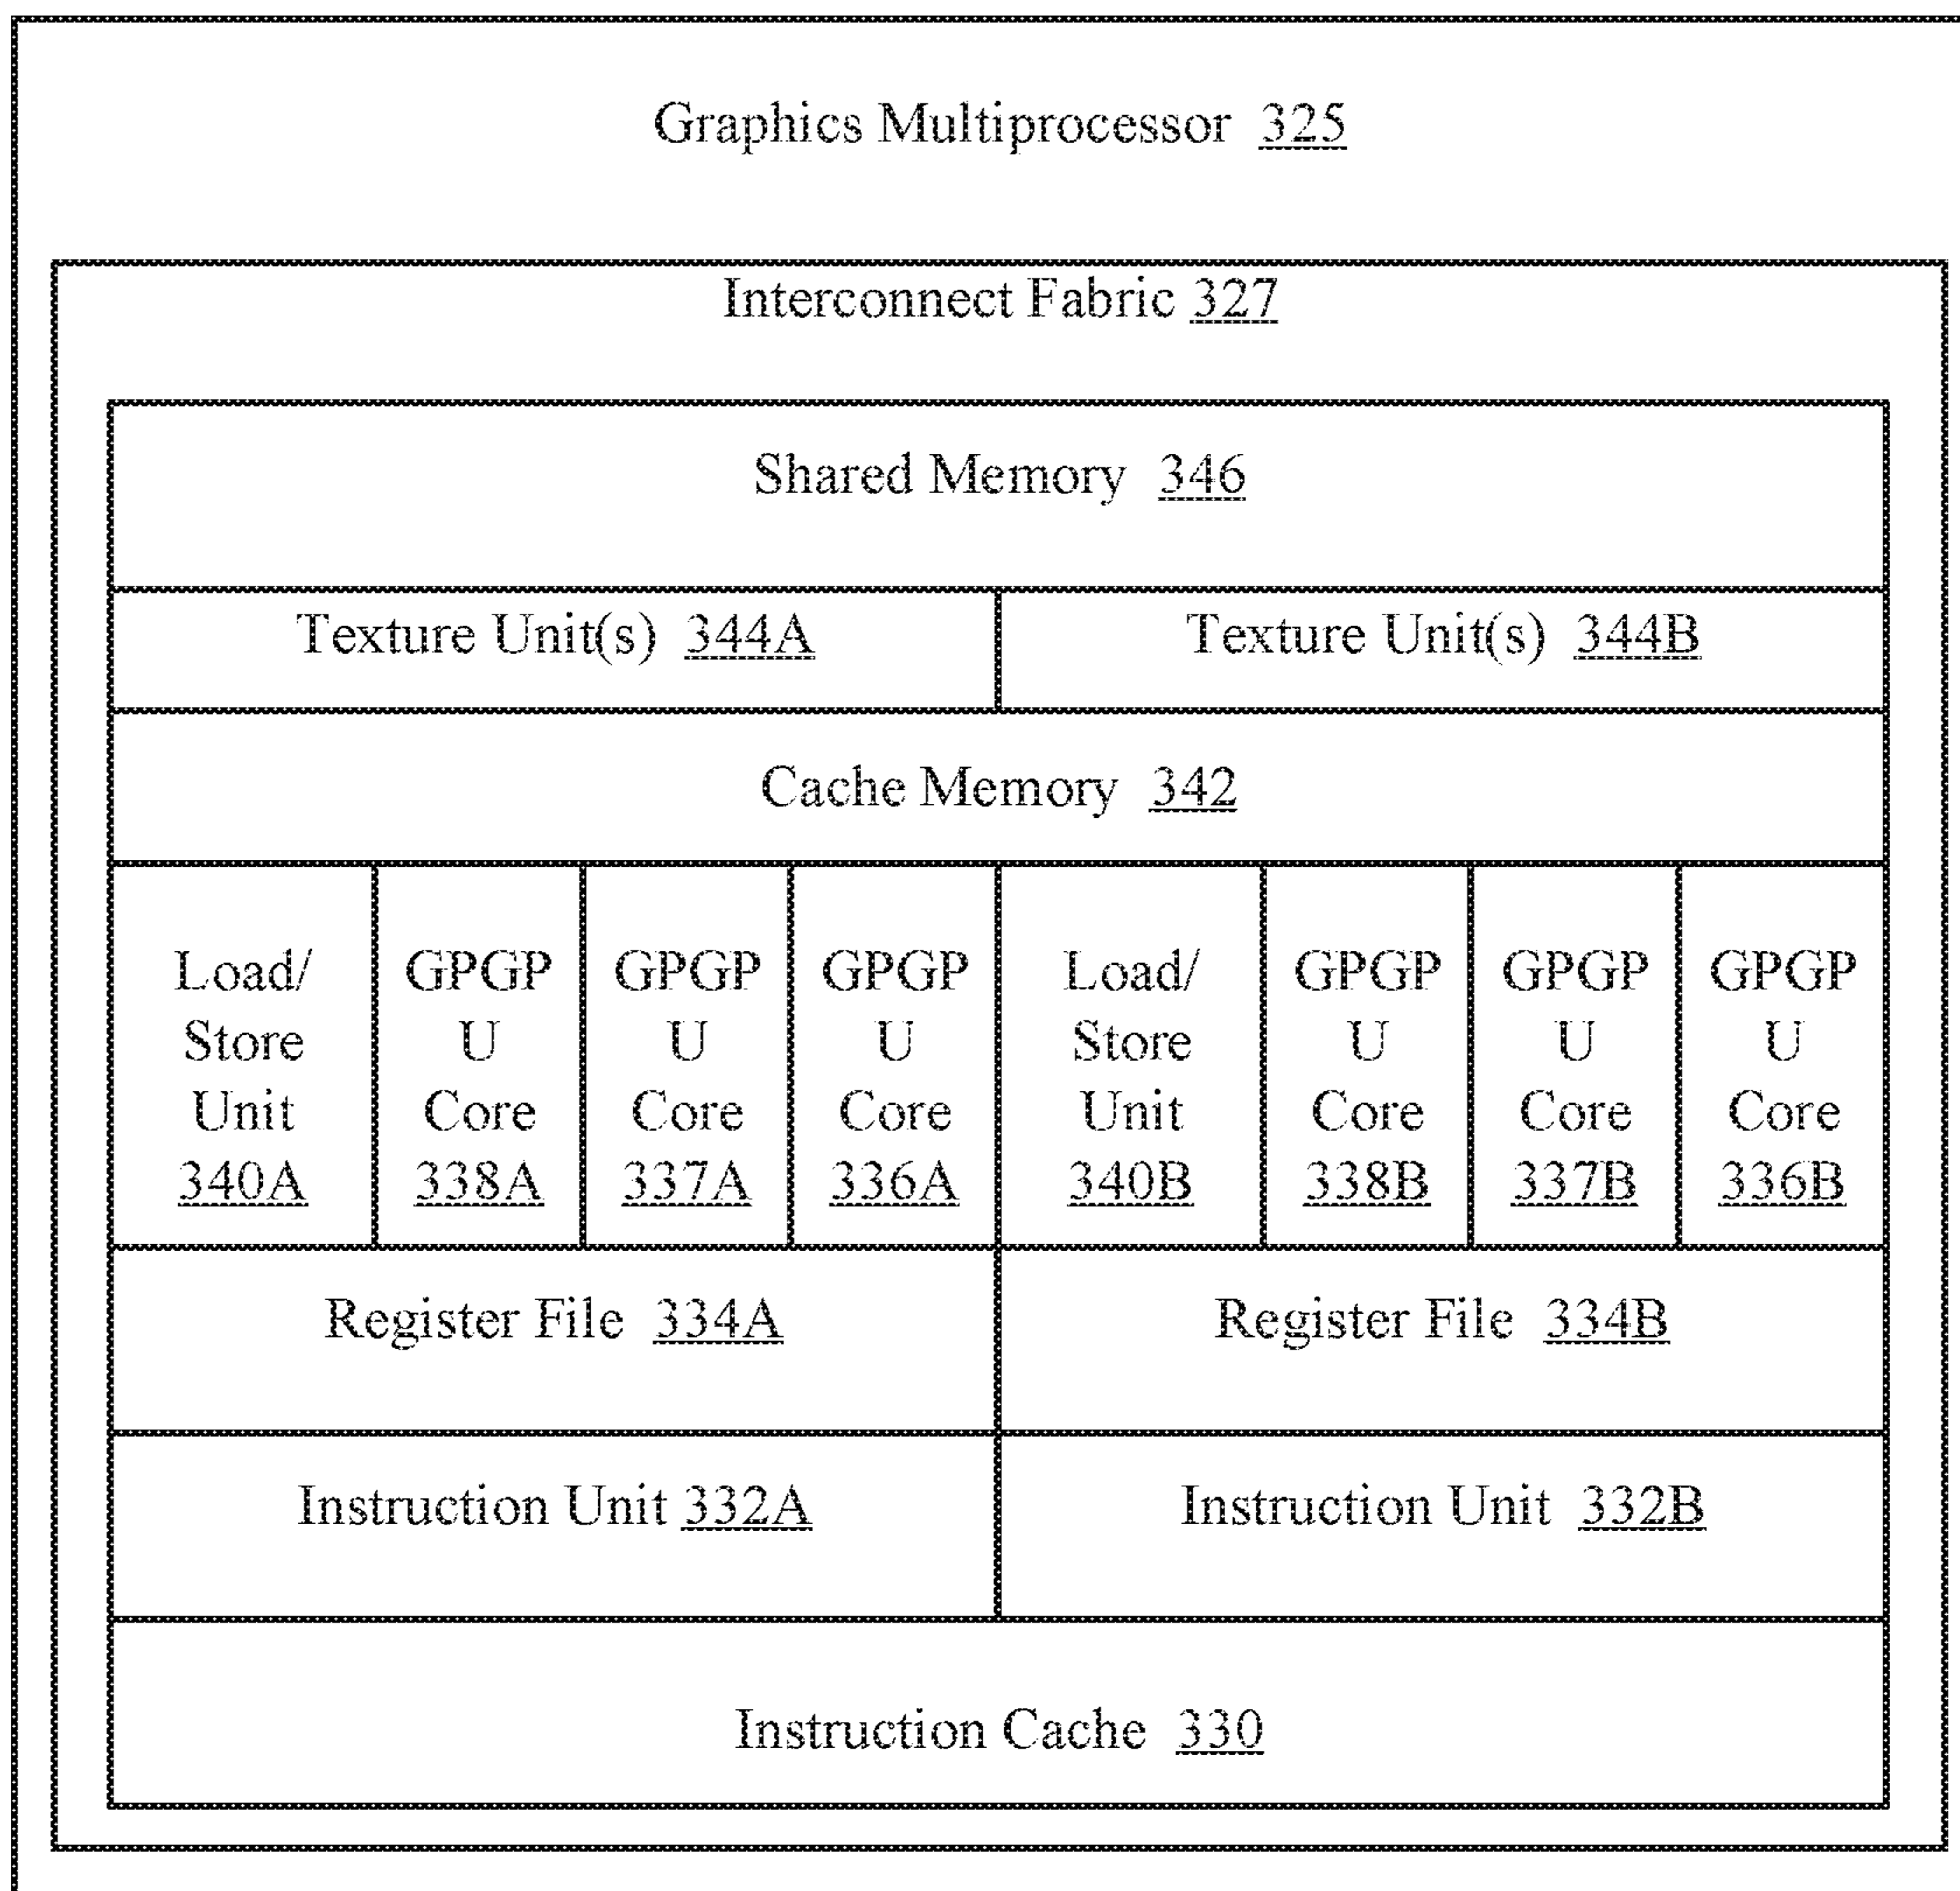 Graphics Multiprocessor 325
Interconnect Fabric 327
Shared Memory 346
Texture Unit(s) 344A
Texture Unit(s) 344B
Cache Memory 342
Load/
Store
Unit
340A
GPGP
U
Core
338A
GPGP
U
Core
337A
GPGP
U
Core
336A
Load/
Store
Unit
340B
GPGP
U
Core
338B
GPGP
U
Core
337B
GPGP
U
Core
336B
Register File 334A
Register File 334B
Instruction Unit 332A
Instruction Unit 332B
Instruction Cache 330